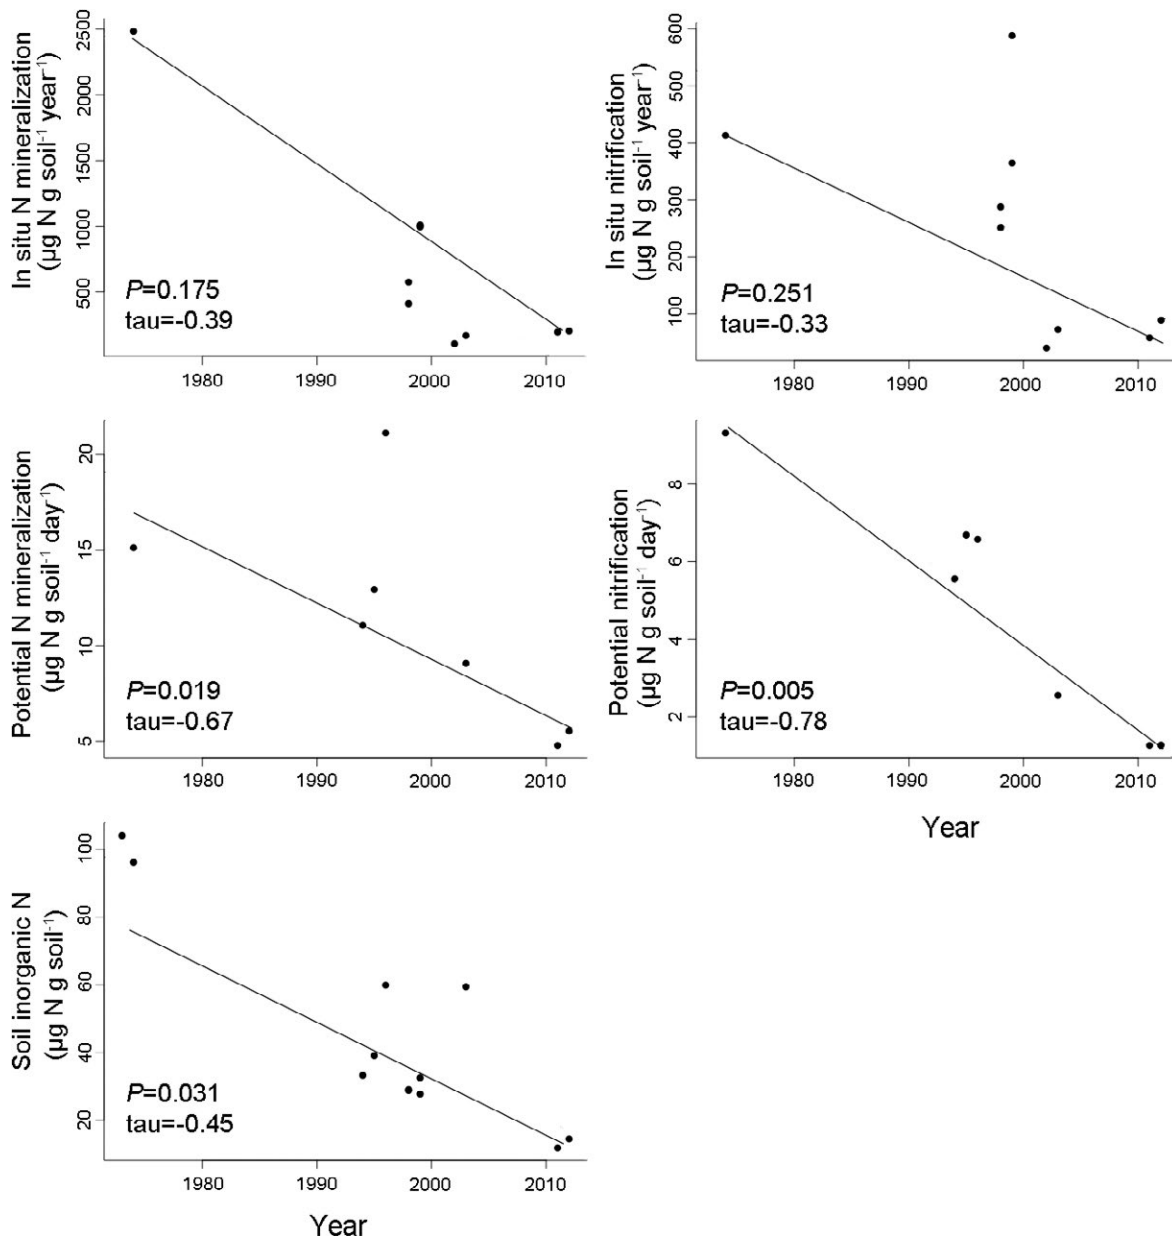 In situ N mineralization
(µg N g soil⁻¹ year⁻¹)
2500
2000
1500
1000
500
P=0.175
tau=-0.39
1980
1990
2000
2010
In situ nitrification
(µg N g soil⁻¹ year⁻¹)
600
500
400
300
200
100
P=0.251
tau=-0.33
1980
1990
2000
2010
Potential N mineralization
(µg N g soil⁻¹ day⁻¹)
20
15
10
5
P=0.019
tau=-0.67
1980
1990
2000
2010
Potential nitrification
(µg N g soil⁻¹ day⁻¹)
8
6
4
2
P=0.005
tau=-0.78
1980
1990
2000
2010
Year
Soil inorganic N
(µg N g soil⁻¹)
100
80
60
40
20
P=0.031
tau=-0.45
1980
1990
2000
2010
Year